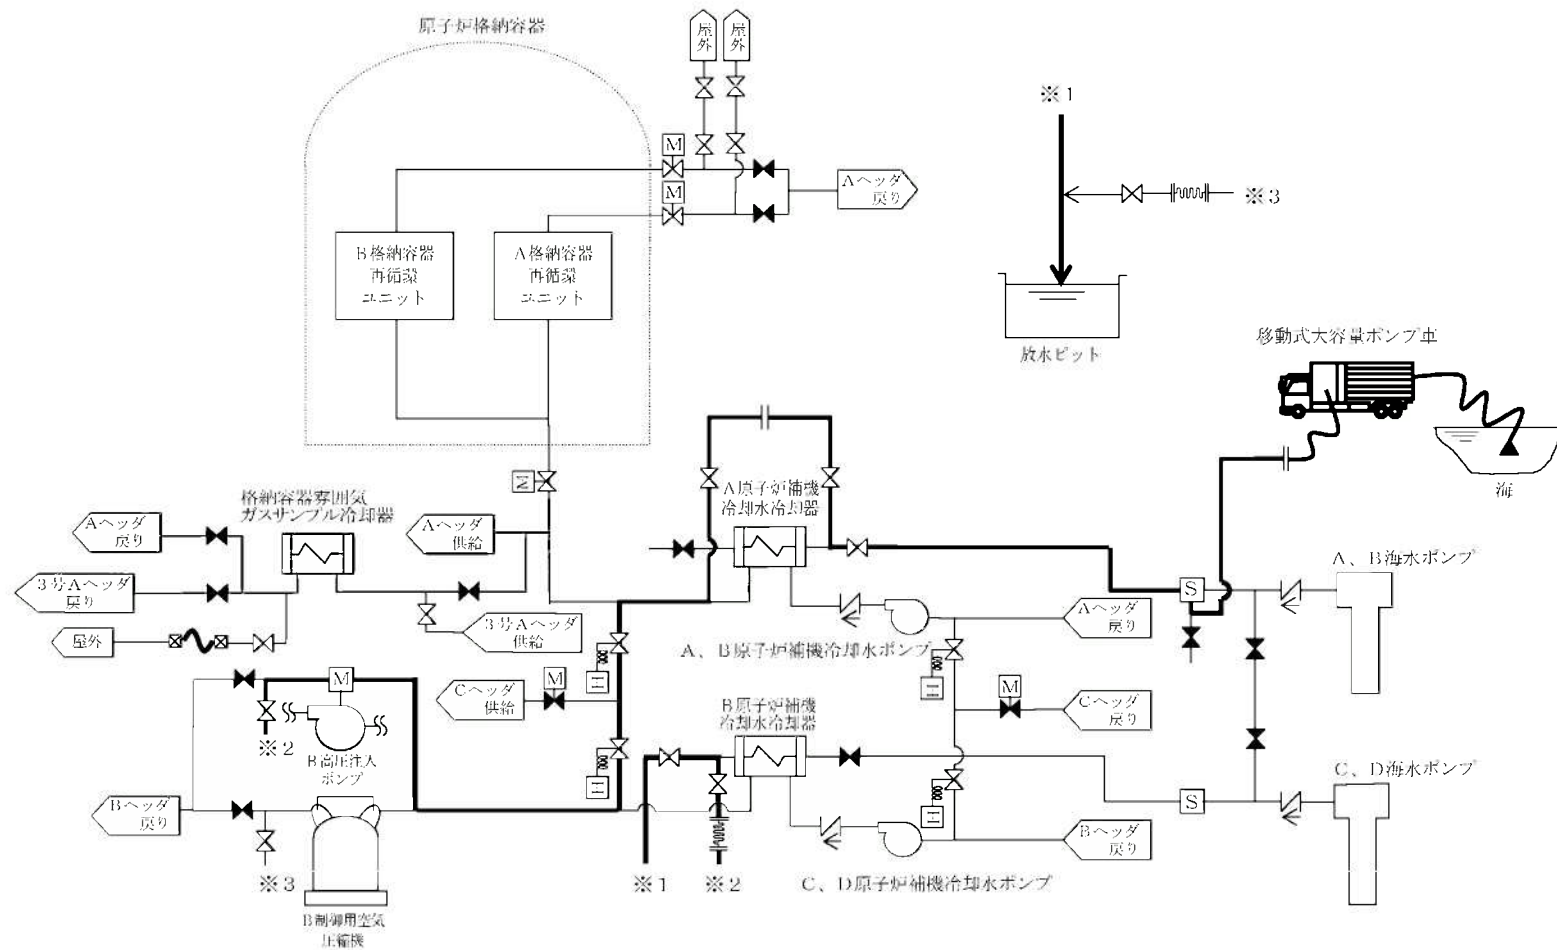 原子炉格納容器
屋外
屋外
※1
M
M
Aヘッダ
戻り
※3
B格納容器
再循環
ユニット
A格納容器
再循環
ユニット
放水ピット
移動式大容量ポンプ車
海
M
A原子炉補機
冷却水冷却器
格納容器雰囲気
ガスサンプル冷却器
Aヘッダ
戻り
Aヘッダ
供給
3号Aヘッダ
戻り
3号Aヘッダ
供給
屋外
S
A、B海水ポンプ
Aヘッダ
戻り
A、B原子炉補機冷却水ポンプ
H
H
M
M
Cヘッダ
供給
M
Cヘッダ
戻り
B原子炉補機
冷却水冷却器
※2
B高圧注入
ポンプ
H
H
S
C、D海水ポンプ
Bヘッダ
戻り
Bヘッダ
戻り
※3
※1
※2
C、D原子炉補機冷却水ポンプ
B制御用空気
圧縮機